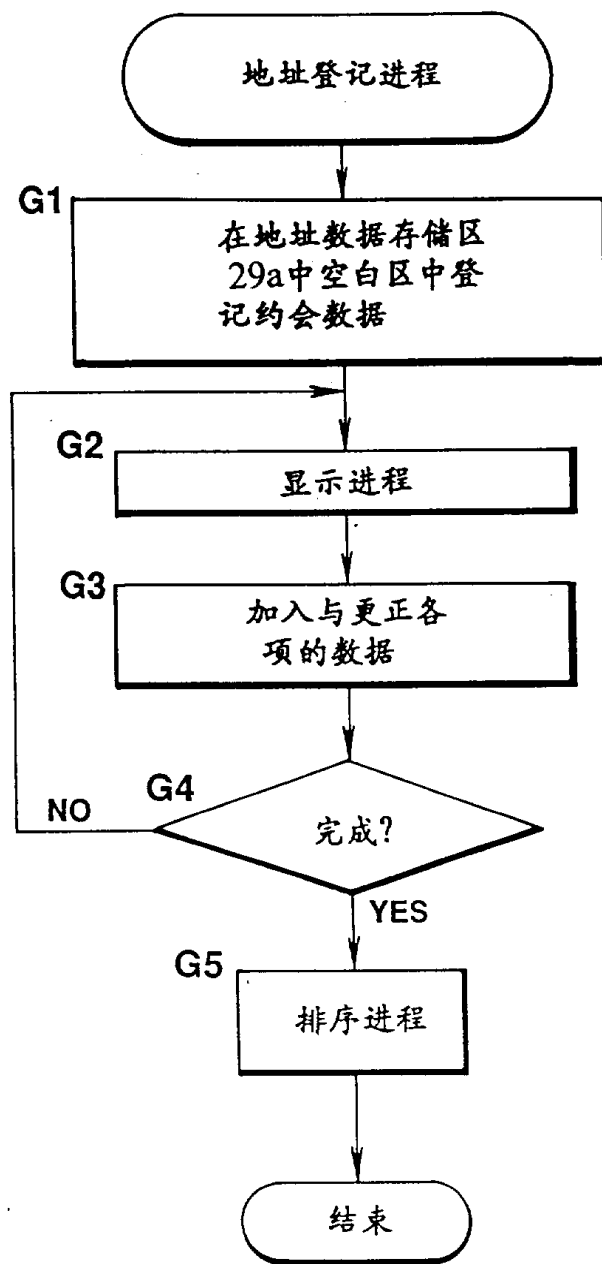 地址登记进程
G1
在地址数据存储区
29a中空白区中登
记约会数据
G2
显示进程
G3
加入与更正各
项的数据
G4
NO
完成?
YES
G5
排序进程
结束